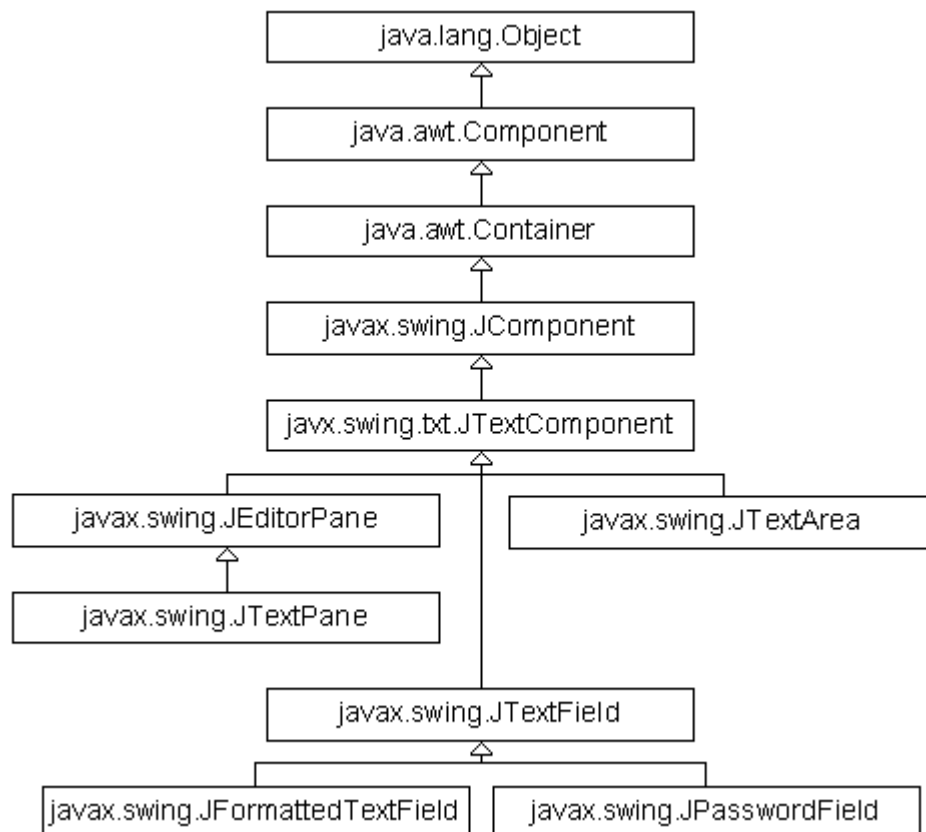 java.lang.Object
java.awt.Component
java.awt.Container
javax.swing.JComponent
javx.swing.txt.JTextComponent
javax.swing.JEditorPane
javax.swing.JTextArea
javax.swing.JTextPane
javax.swing.JTextField
javax.swing.JFormattedTextField
javax.swing.JPasswordField